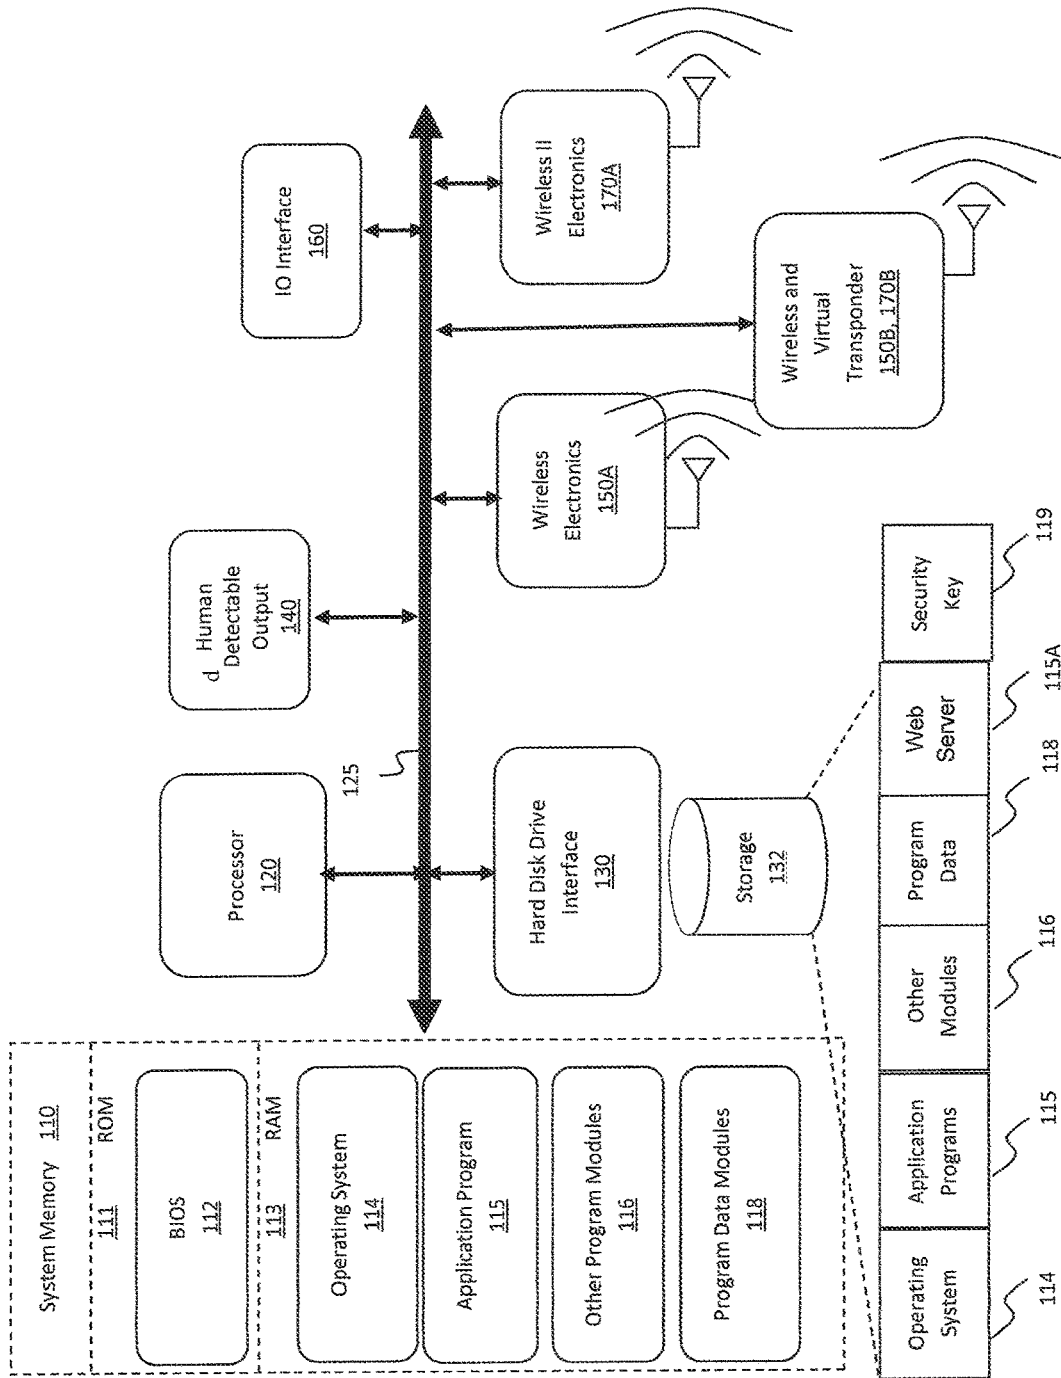 System Memory 110
111 ROM
BIOS
112
113 RAM
Operating System
114
Application Program
115
Other Program Modules
116
Program Data Modules
118
Processor
120
125
d Human
Detectable
Output
140
IO Interface
160
Hard Disk Drive
Interface
130
Storage
132
Wireless
Electronics
150A
Wireless II
Electronics
170A
Wireless and
Virtual
Transponder
150B, 170B
Operating
System
Application
Programs
Other
Modules
Program
Data
Web
Server
Security
Key
114
115
116
118
115A
119